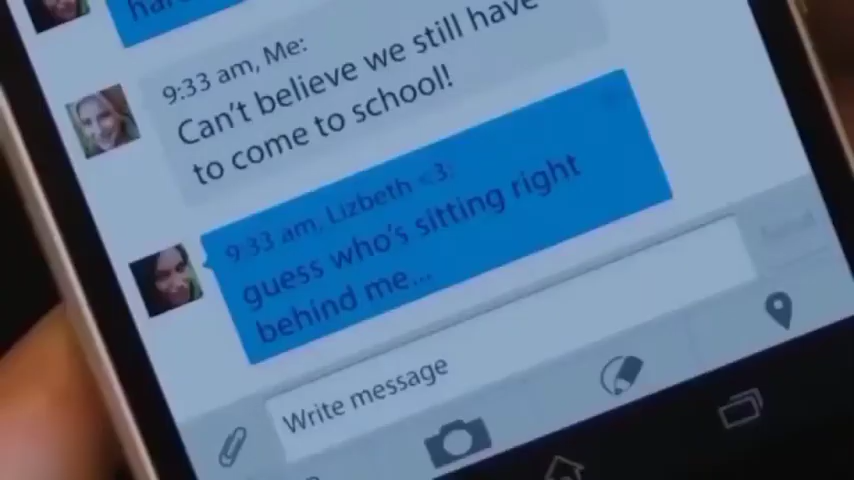 9:33 am, Me:
Can't believe we still have
to come to school!
9:33 am, Lizbeth <3:
guess who's sitting right
behind me...
Write message